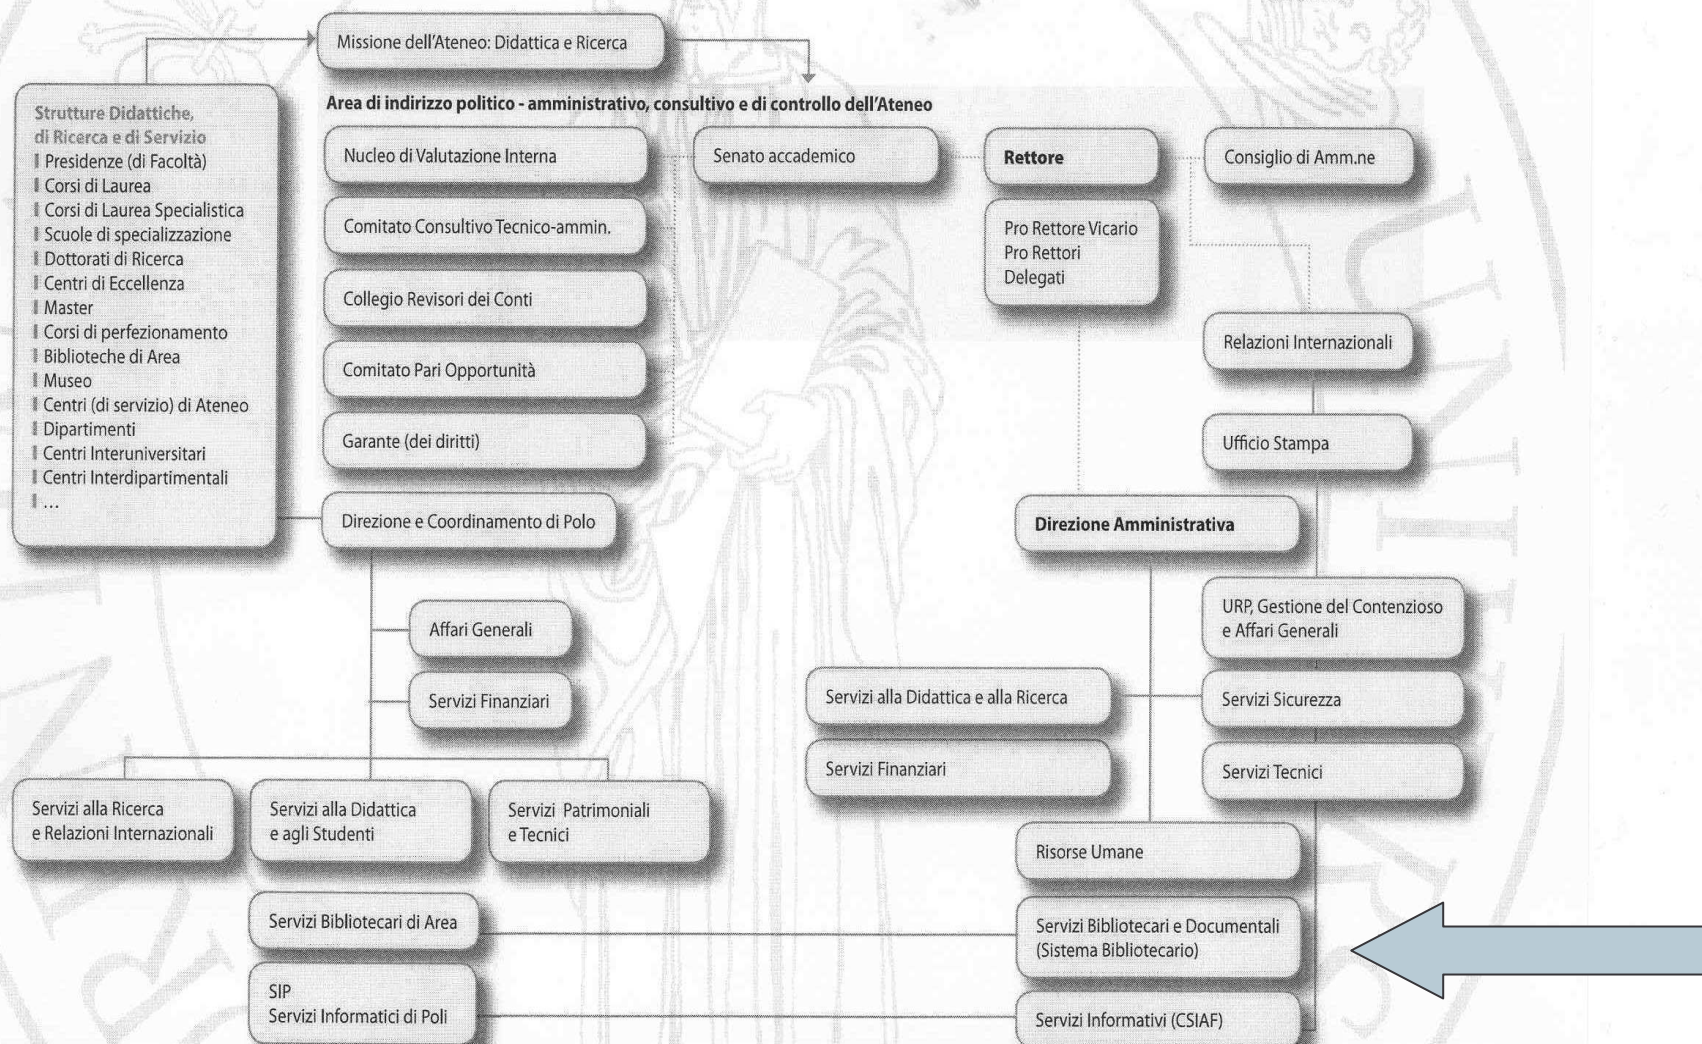 Missione dell'Ateneo: Didattica e Ricerca
Strutture Didattiche,
di Ricerca e di Servizio
Presidenze (di Facoltà)
Corsi di Laurea
Corsi di Laurea Specialistica
Scuole di specializzazione
Dottorati di Ricerca
Centri di Eccellenza
Master
Corsi di perfezionamento
Biblioteche di Area
Museo
Centri (di servizio) di Ateneo
Dipartimenti
Centri Interuniversitari
Centri Interdipartimentali
...
Area di indirizzo politico - amministrativo, consultivo e di controllo dell'Ateneo
Nucleo di Valutazione Interna
Comitato Consultivo Tecnico-ammin.
Collegio Revisori dei Conti
Comitato Pari Opportunità
Garante (dei diritti)
Senato accademico
Rettore
Pro Rettore Vicario
Pro Rettori
Delegati
Consiglio di Amm.ne
Relazioni Internazionali
Ufficio Stampa
Direzione e Coordinamento di Polo
Affari Generali
Servizi Finanziari
Servizi alla Ricerca
e Relazioni Internazionali
Servizi alla Didattica
e agli Studenti
Servizi Patrimoniali
e Tecnici
Servizi Bibliotecari di Area
SIP
Servizi Informatici di Poli
Direzione Amministrativa
URP, Gestione del Contenzioso
e Affari Generali
Servizi alla Didattica e alla Ricerca
Servizi Sicurezza
Servizi Finanziari
Servizi Tecnici
Risorse Umane
Servizi Bibliotecari e Documentali
(Sistema Bibliotecario)
Servizi Informativi (CSIAF)